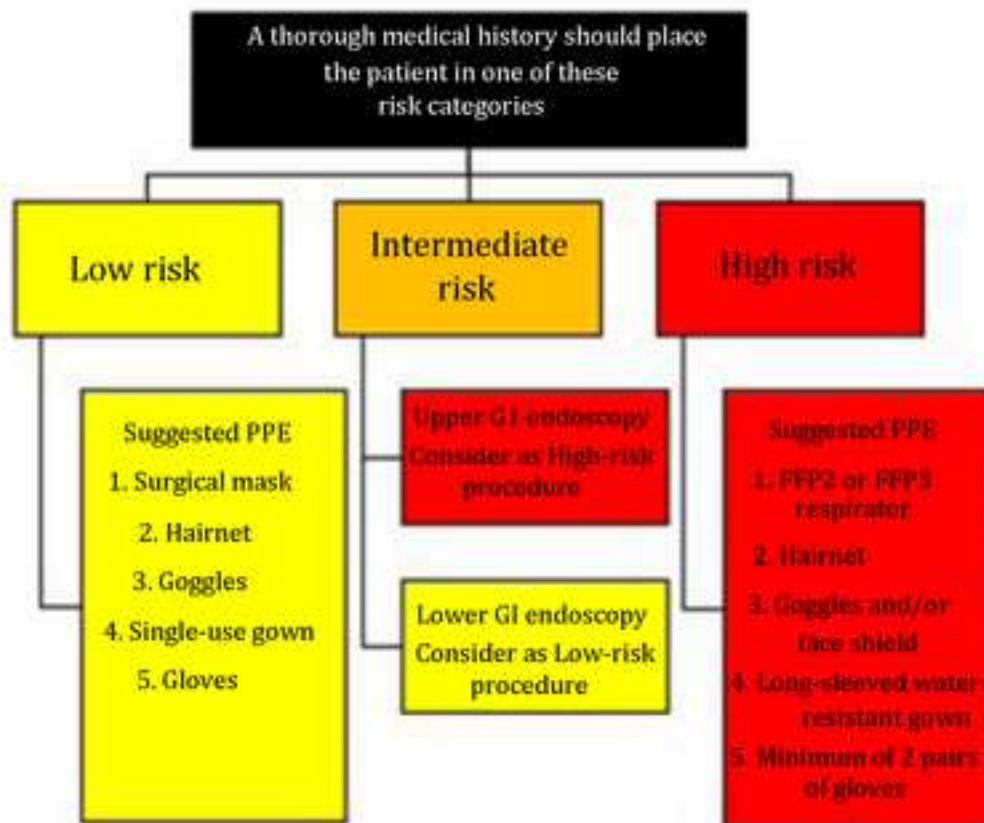 A thorough medical history should place
the patient in one of these
risk categories
Low risk
Intermediate
risk
High risk
Suggested PPE
1. Surgical mask
2. Hairnet
3. Goggles
4. Single-use gown
5. Gloves
Upper G1 endoscopy
Consider as High-risk
procedure
Lower GI endoscopy
Consider as Low-risk
procedure
Suggested PPE
1. FFP2 or FFP3
respirator
2. Hairnet
3. Goggles and/or
face shield
4. Long-sleeved water
resistant gown
5. Minimum of 2 pairs
of gloves